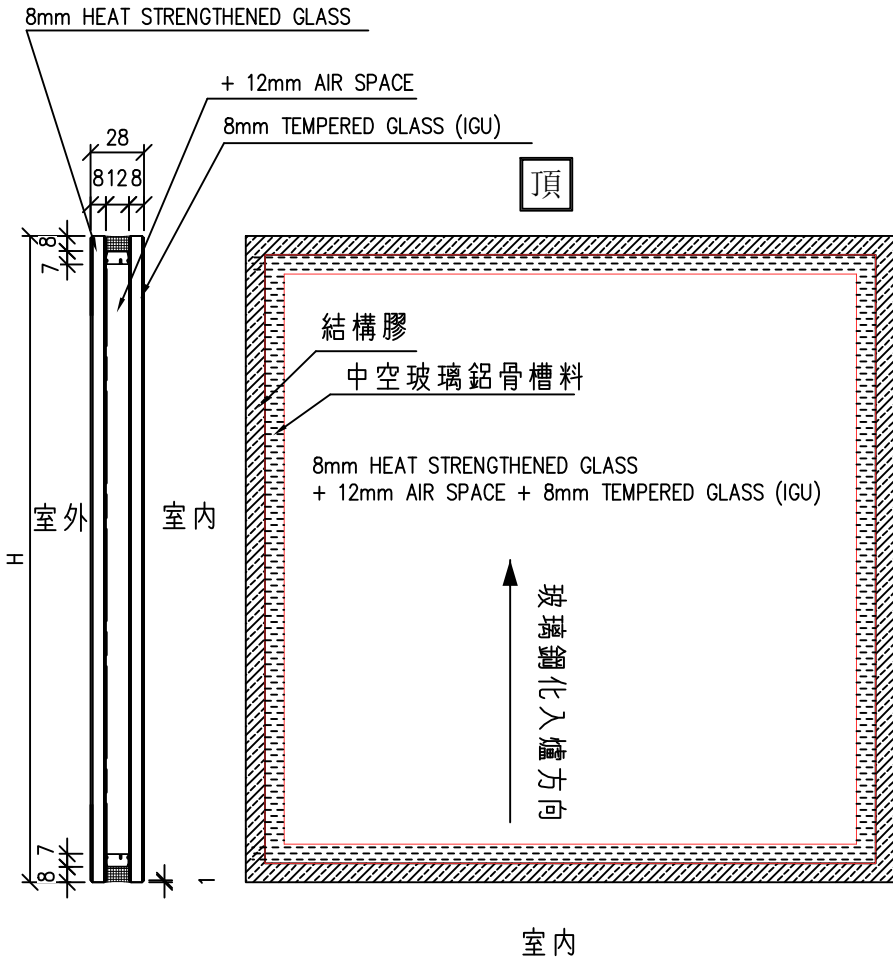 8mm HEAT STRENGTHENED GLASS
+ 12mm AIR SPACE
8mm TEMPERED GLASS (IGU)
28
8 12 8
頂
8
7
結構膠
中空玻璃鋁骨槽料
8mm HEAT STRENGTHENED GLASS
+ 12mm AIR SPACE + 8mm TEMPERED GLASS (IGU)
室外
室內
H
玻璃鋼化入爐方向
7
8
1
室內